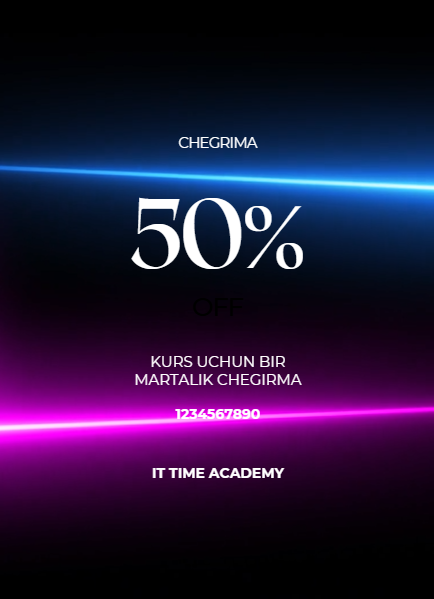 CHEGRIMA
50%
OFF
KURS UCHUN BIR
MARTALIK CHEGIRMA
1234567890
IT TIME ACADEMY